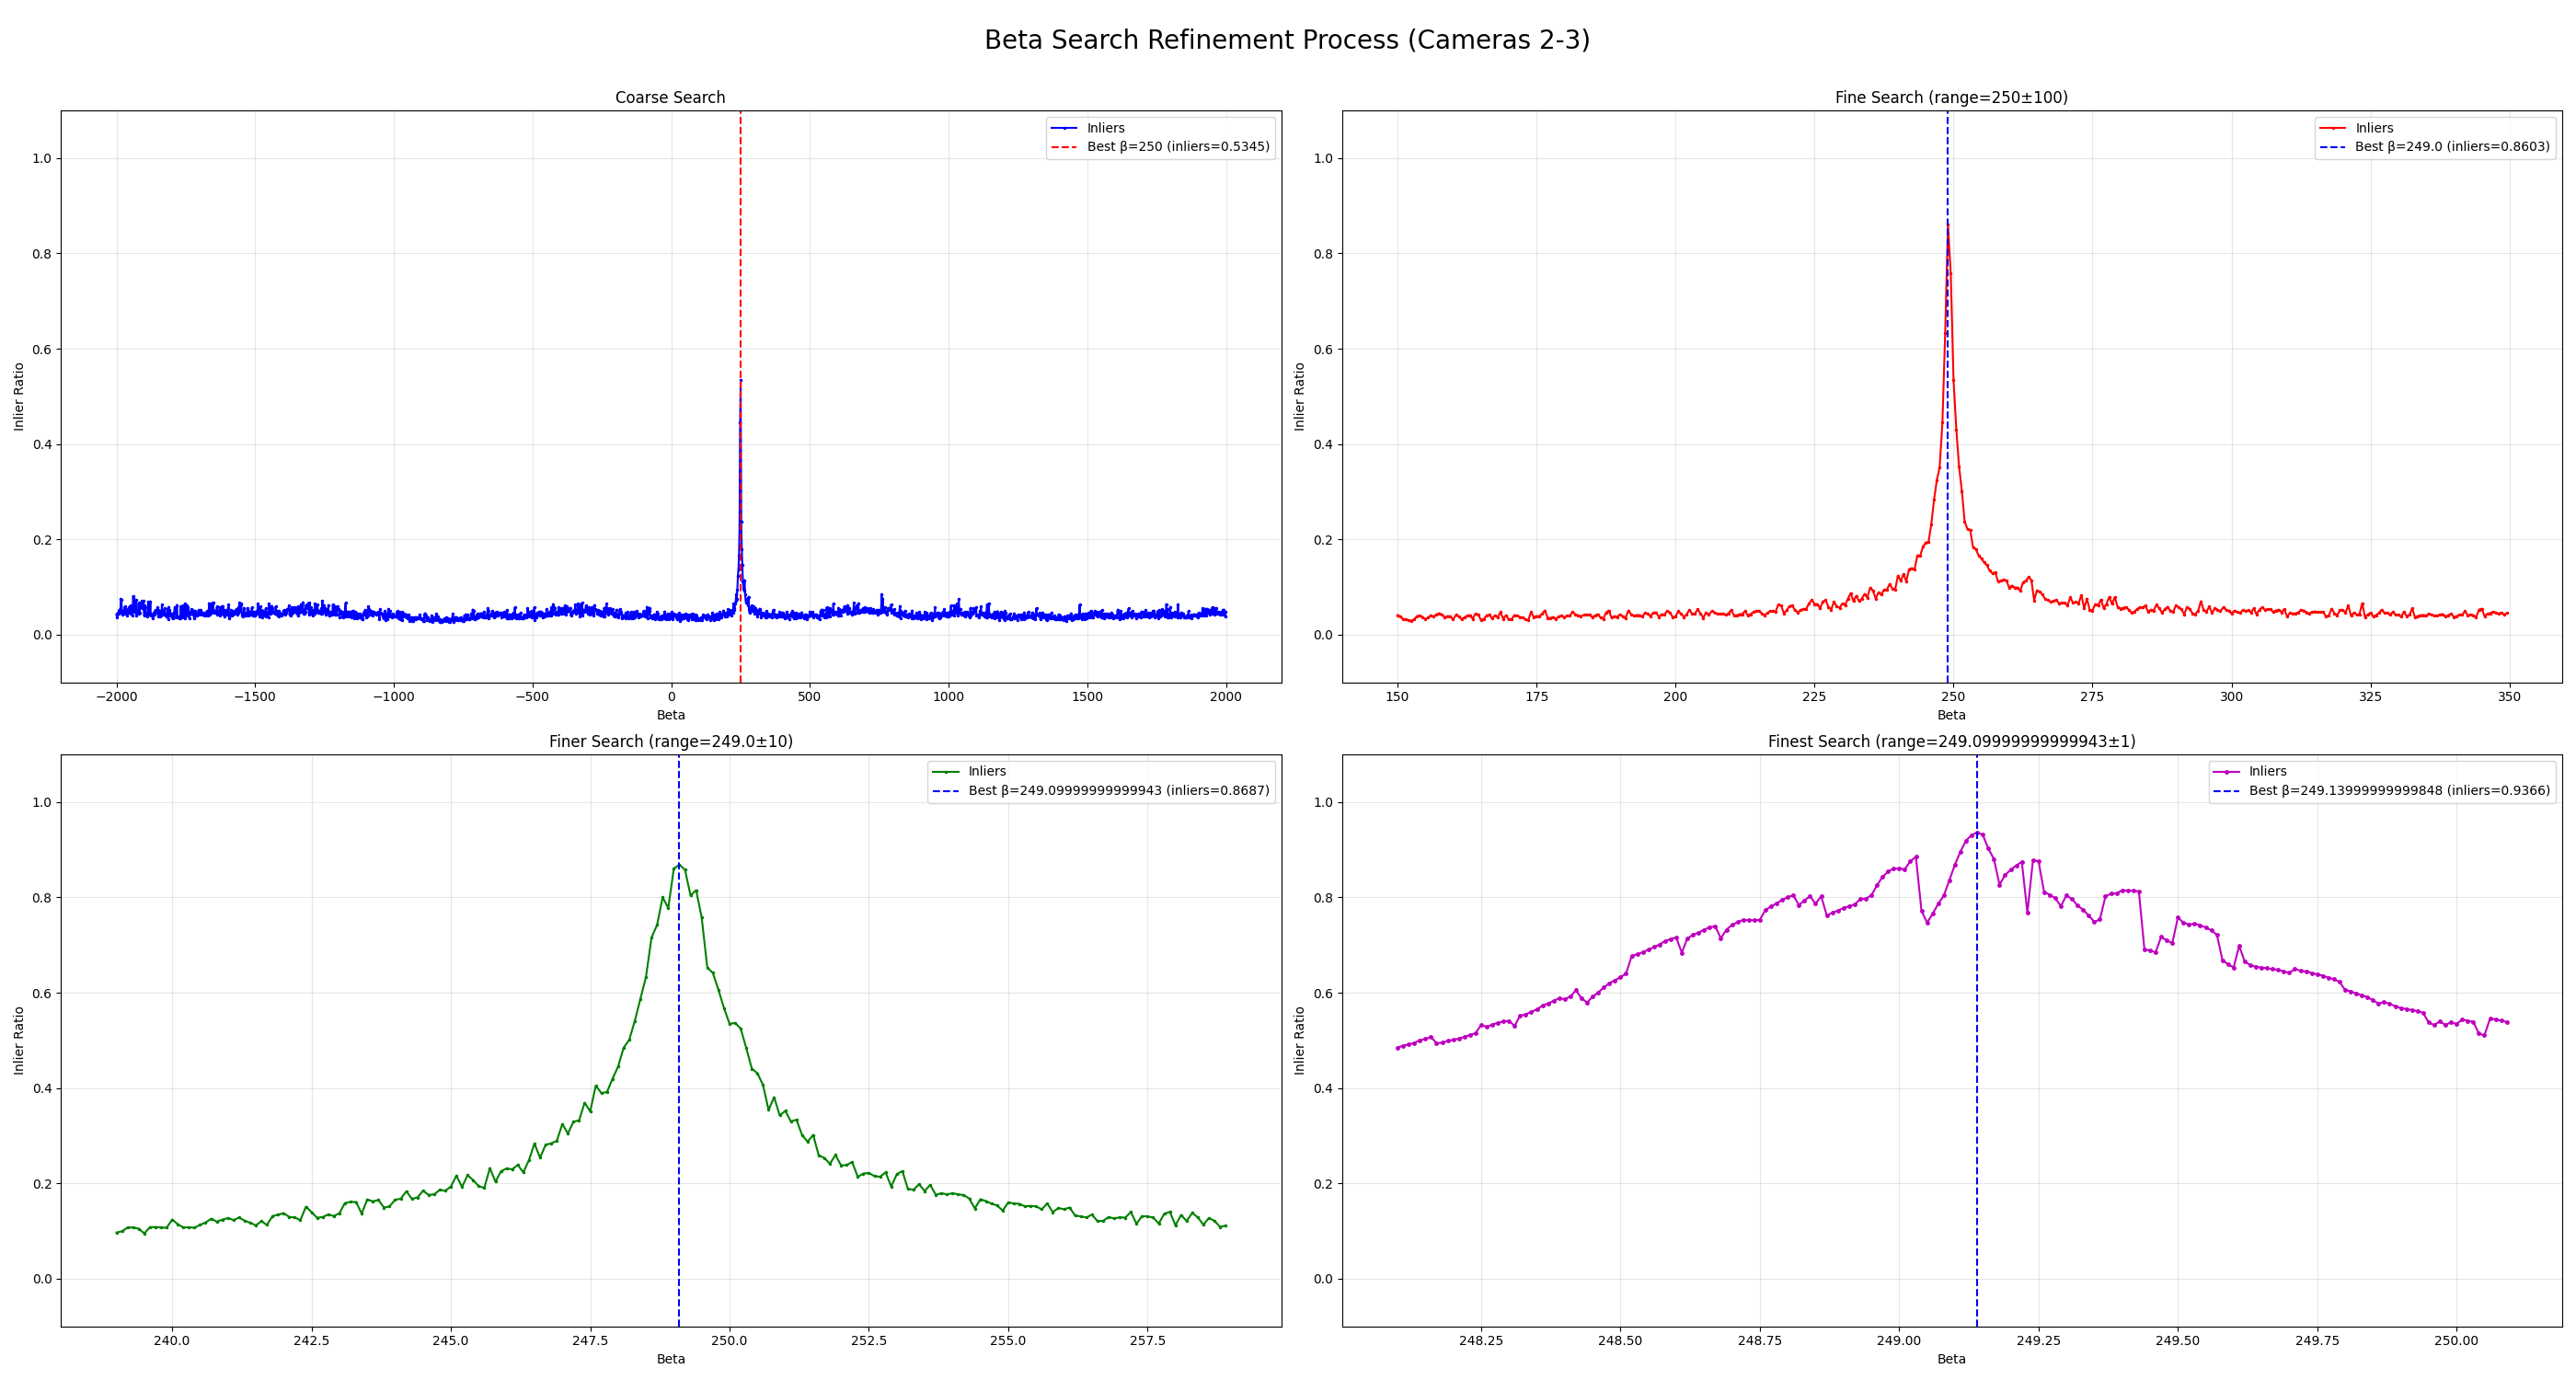 Beta Search Refinement Process (Cameras 2-3)
Coarse Search
Inliers
Best β=250 (inliers=0.5345)
1.0
0.8
0.6
0.4
0.2
0.0
Inlier Ratio
−2000 −1500 −1000 −500 0 500 1000 1500 2000
Beta
Fine Search (range=250±100)
Inliers
Best β=249.0 (inliers=0.8603)
1.0
0.8
0.6
0.4
0.2
0.0
Inlier Ratio
150 175 200 225 250 275 300 325 350
Beta
Finer Search (range=249.0±10)
Inliers
Best β=249.09999999999943 (inliers=0.8687)
1.0
0.8
0.6
0.4
0.2
0.0
Inlier Ratio
240.0 242.5 245.0 247.5 250.0 252.5 255.0 257.5
Beta
Finest Search (range=249.09999999999943±1)
Inliers
Best β=249.13999999999848 (inliers=0.9366)
1.0
0.8
0.6
0.4
0.2
0.0
Inlier Ratio
248.25 248.50 248.75 249.00 249.25 249.50 249.75 250.00
Beta